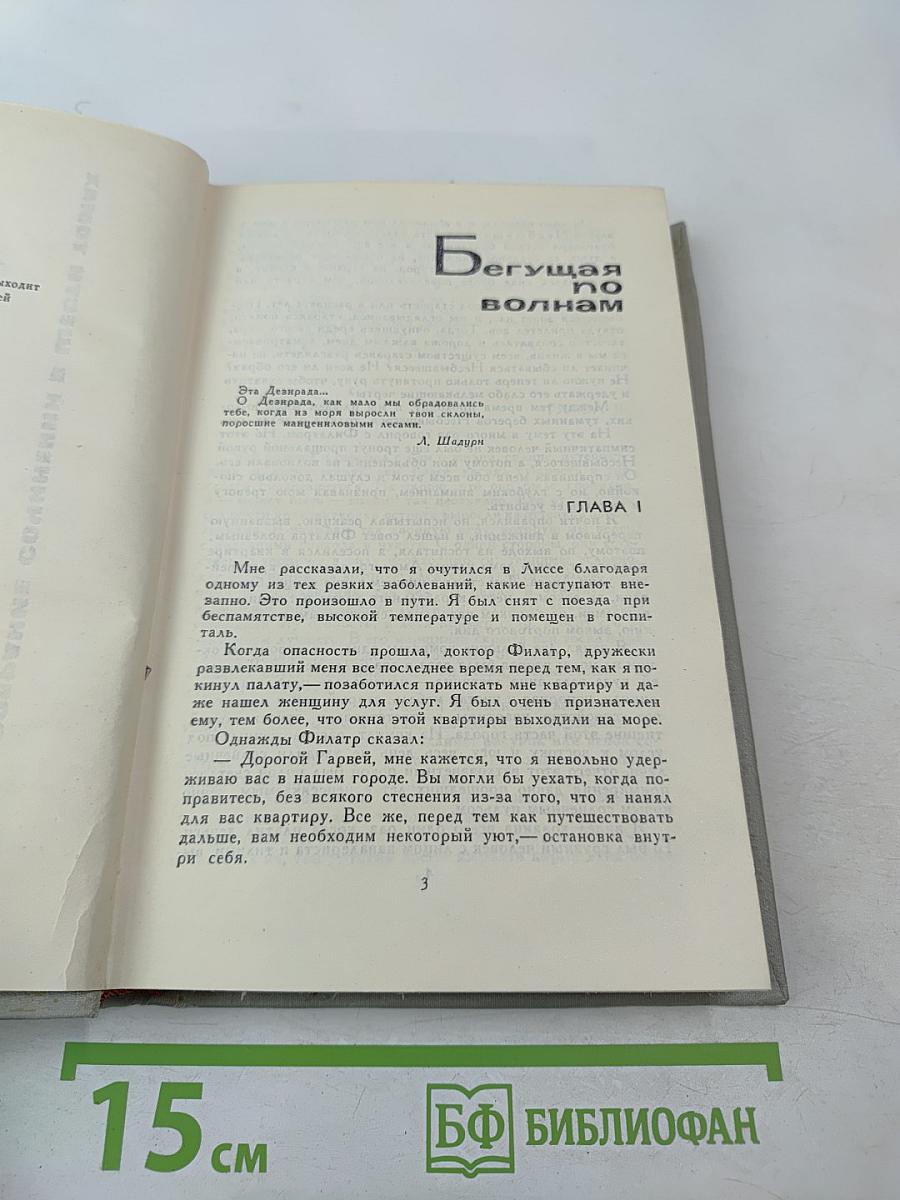 ыходит
ей
Бегущая
по
волнам
Эта Дезирада...
О Дезирада, как мало мы обрадовались
тебе, когда из моря выросли твои склоны,
поросшие манцениловыми лесами.
Л. Шадурн
ГЛАВА I
Мне рассказали, что я очутился в Лиссе благодаря
одному из тех резких заболеваний, какие наступают вне-
запно. Это произошло в пути. Я был снят с поезда при
беспамятстве, высокой температуре и помещен в госпи-
таль.
Когда опасность прошла, доктор Филатр, дружески
развлекавший меня все последнее время перед тем, как я по-
кинул палату,— позаботился приискать мне квартиру и да-
же нашел женщину для услуг. Я был очень признателен
ему, тем более, что окна этой квартиры выходили на море.
Однажды Филатр сказал:
— Дорогой Гарвей, мне кажется, что я невольно удер-
живаю вас в нашем городе. Вы могли бы уехать, когда по-
правитесь, без всякого стеснения из-за того, что я нанял
для вас квартиру. Все же, перед тем как путешествовать
дальше, вам необходим некоторый уют,— остановка внут-
ри себя.
3
15 см
БФ БИБЛИОФАН